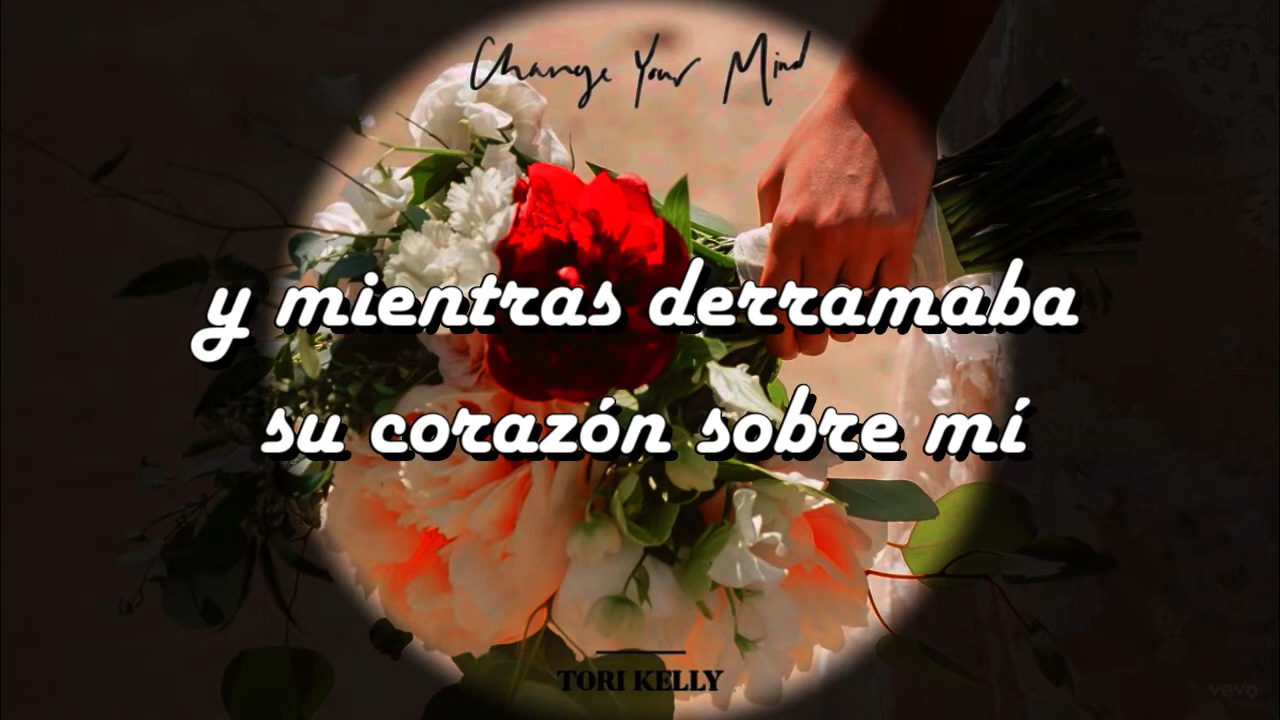 Change Your Mind
y mientras derramaba
su corazón sobre mí
TORI KELLY
vevo